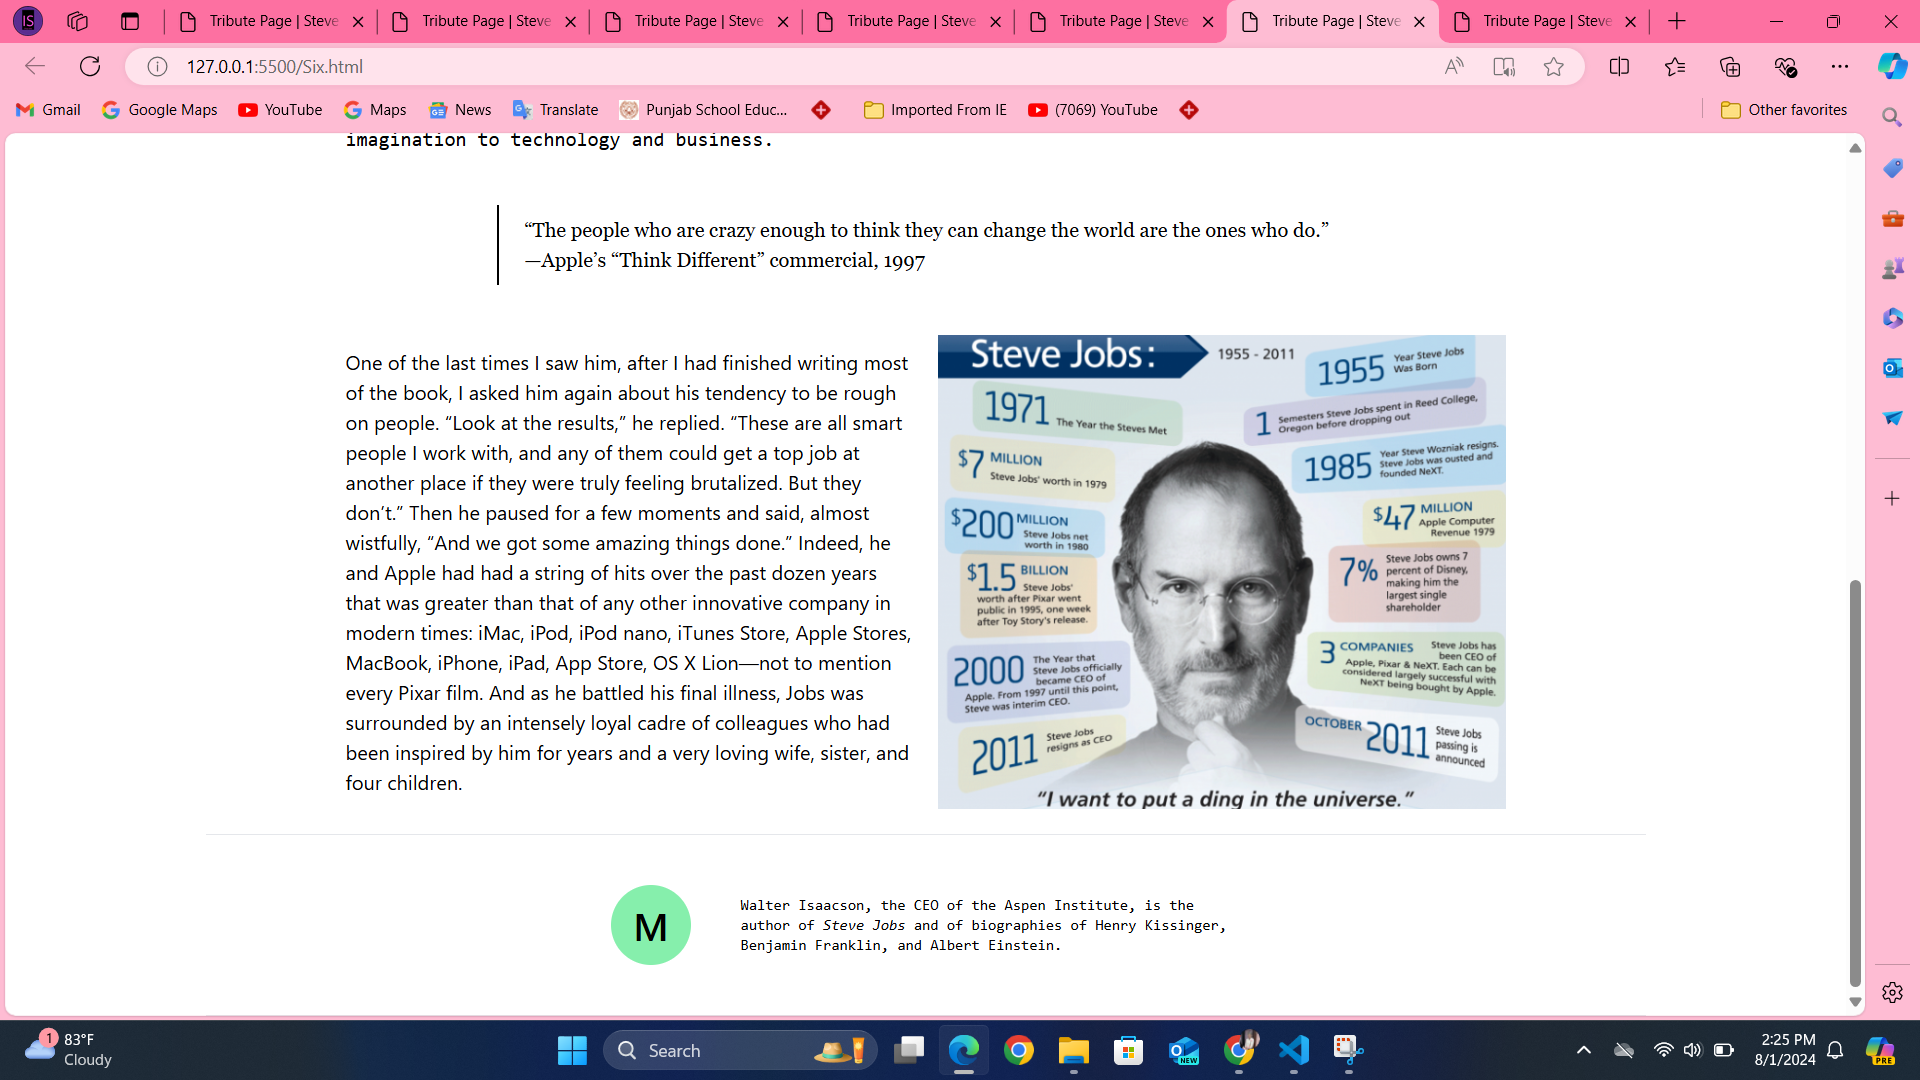 IS
Tribute Page | Steve
Tribute Page | Steve
Tribute Page | Steve
Tribute Page | Steve
Tribute Page | Steve
Tribute Page | Steve
Tribute Page | Steve
127.0.0.1:5500/Six.html
Gmail
Google Maps
YouTube
Maps
News
Translate
Punjab School Educ...
Imported From IE
(7069) YouTube
Other favorites
imagination to technology and business.
“The people who are crazy enough to think they can change the world are the ones who do.”
—Apple’s “Think Different” commercial, 1997
One of the last times I saw him, after I had finished writing most
of the book, I asked him again about his tendency to be rough
on people. “Look at the results,” he replied. “These are all smart
people I work with, and any of them could get a top job at
another place if they were truly feeling brutalized. But they
don’t.” Then he paused for a few moments and said, almost
wistfully, “And we got some amazing things done.” Indeed, he
and Apple had had a string of hits over the past dozen years
that was greater than that of any other innovative company in
modern times: iMac, iPod, iPod nano, iTunes Store, Apple Stores,
MacBook, iPhone, iPad, App Store, OS X Lion—not to mention
every Pixar film. And as he battled his final illness, Jobs was
surrounded by an intensely loyal cadre of colleagues who had
been inspired by him for years and a very loving wife, sister, and
four children.
Steve Jobs:
1955 - 2011
1955 Year Steve Jobs
Was Born
1971 The Year the Steves Met
1 Semesters Steve Jobs spent in Reed College,
Oregon before dropping out
$7 MILLION
Steve Jobs' worth in 1979
1985 Year Steve Wozniak resigns.
Steve Jobs was ousted and
founded NeXT.
$200 MILLION
Steve Jobs net
worth in 1980
$47 MILLION
Apple Computer
Revenue 1979
$1.5 BILLION
Steve Jobs'
worth after Pixar went
public in 1995, one week
after Toy Story's release.
7% Steve Jobs owns 7
percent of Disney,
making him the
largest single
shareholder
2000 The Year that
Steve Jobs officially
became CEO of
Apple. From 1997 until this point,
Steve was interim CEO.
3 COMPANIES Steve Jobs has
been CEO of
Apple, Pixar & NeXT. Each can be
considered largely successful with
NeXT being bought by Apple.
2011 Steve Jobs
resigns as CEO
OCTOBER 2011 Steve Jobs
passing is
announced
“I want to put a ding in the universe.”
M
Walter Isaacson, the CEO of the Aspen Institute, is the
author of Steve Jobs and of biographies of Henry Kissinger,
Benjamin Franklin, and Albert Einstein.
1
83°F
Cloudy
Search
NEW
2:25 PM
8/1/2024
PRE